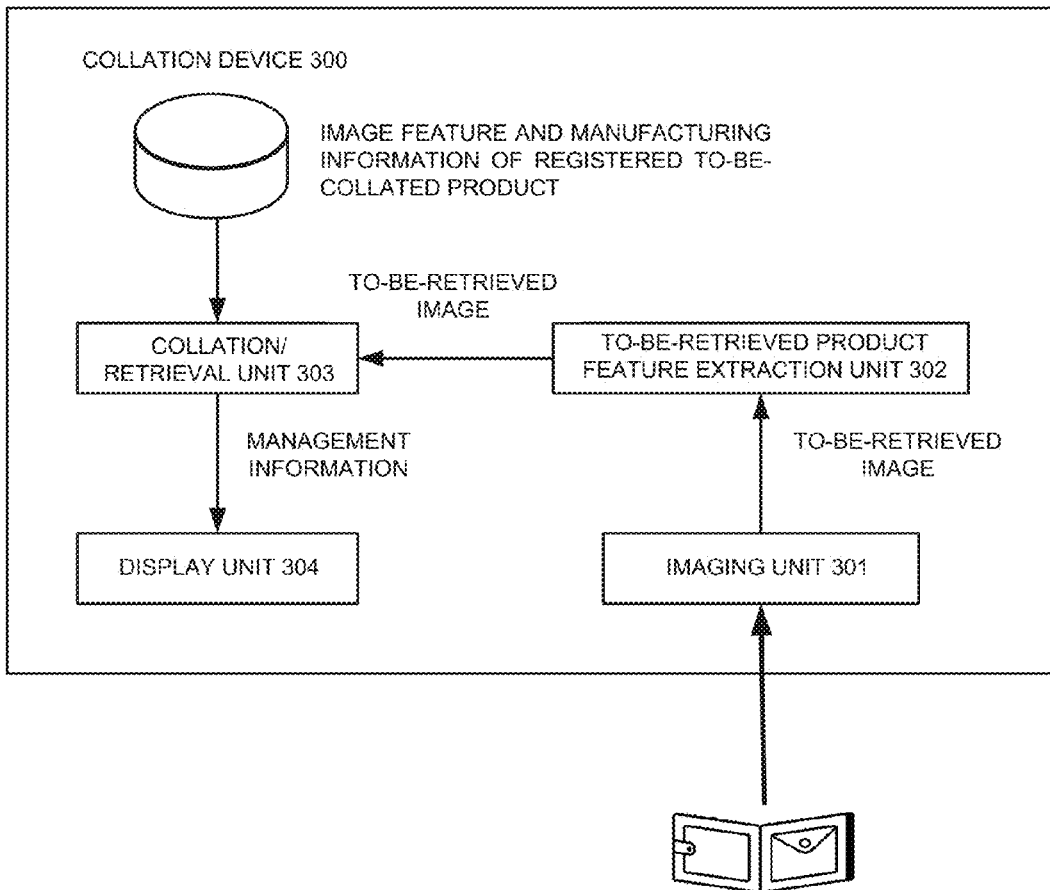 COLLATION DEVICE 300
IMAGE FEATURE AND MANUFACTURING
INFORMATION OF REGISTERED TO-BE-
COLLATED PRODUCT
TO-BE-RETRIEVED
IMAGE
COLLATION/
RETRIEVAL UNIT 303
TO-BE-RETRIEVED PRODUCT
FEATURE EXTRACTION UNIT 302
MANAGEMENT
INFORMATION
TO-BE-RETRIEVED
IMAGE
DISPLAY UNIT 304
IMAGING UNIT 301